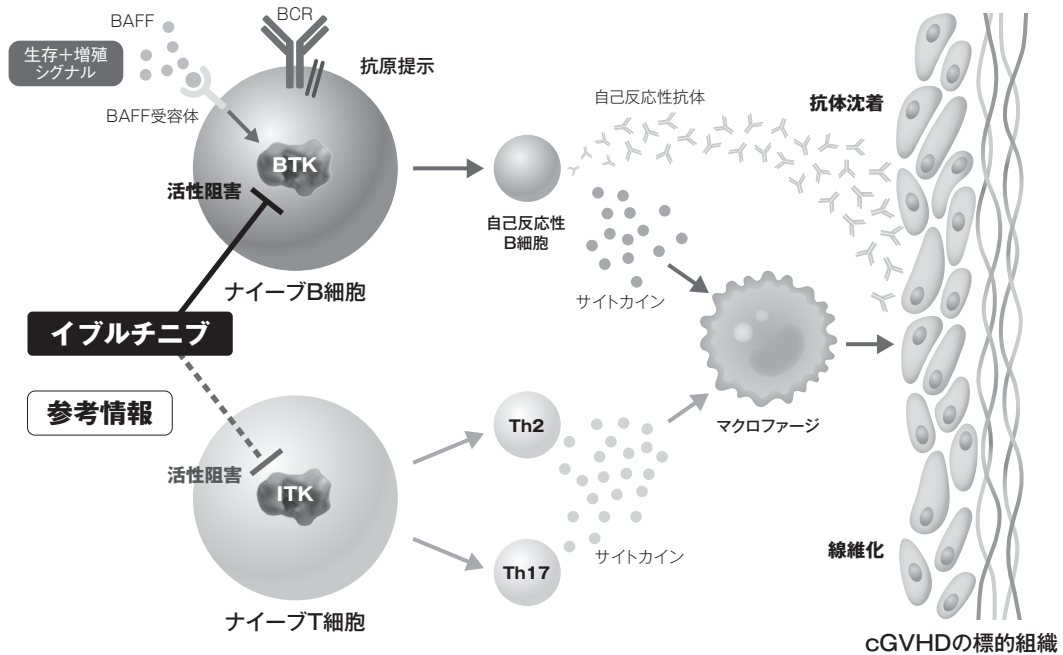 BAFF
BCR
生存+増殖
シグナル
抗原提示
BAFF受容体
BTK
活性阻害
ナイーブB細胞
自己反応性
B細胞
自己反応性抗体
抗体沈着
サイトカイン
イブルチニブ
参考情報
マクロファージ
活性阻害
ITK
ナイーブT細胞
Th2
サイトカイン
Th17
線維化
cGVHDの標的組織